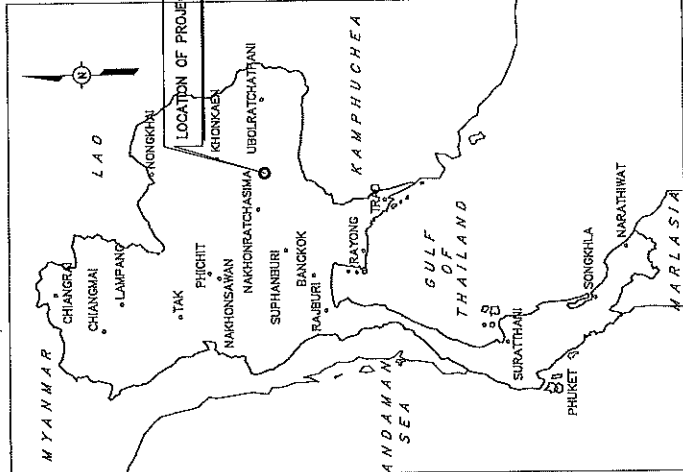 MYANMAR
CHIANGRAI
LAO
CHIANGMAI
LAMPANG
NONGKHAI
LOCATION OF PROJE
TAK
PHICHIT
KHONKAEN
NAKHONSAWAN
NAKHONRATCHASIMA
UBOLRATCHATHANI
SUPHANBURI
BANGKOK
RAJBURI
RAYONG
TRAD
KAMPHUCHEA
GULF
OF
THAILAND
ANDAMAN
SEA
SURATTHANI
PHUKET
SONGKHLA
NARATHIWAT
MARLASIA
N